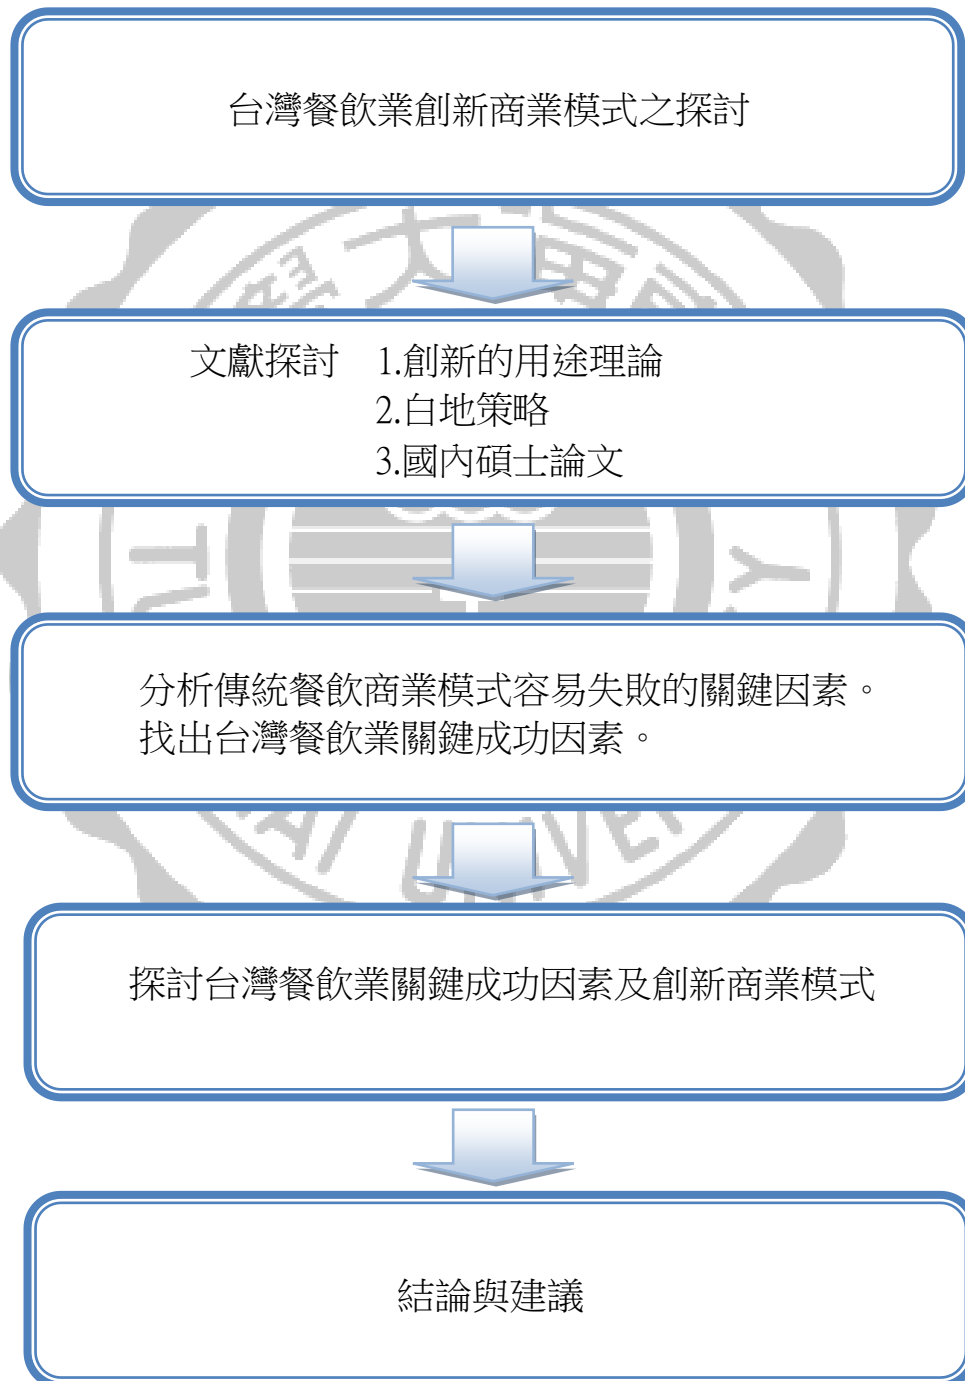 台灣餐飲業創新商業模式之探討
文獻探討 1.創新的用途理論
2.白地策略
3.國內碩士論文
分析傳統餐飲商業模式容易失敗的關鍵因素。
找出台灣餐飲業關鍵成功因素。
探討台灣餐飲業關鍵成功因素及創新商業模式
結論與建議